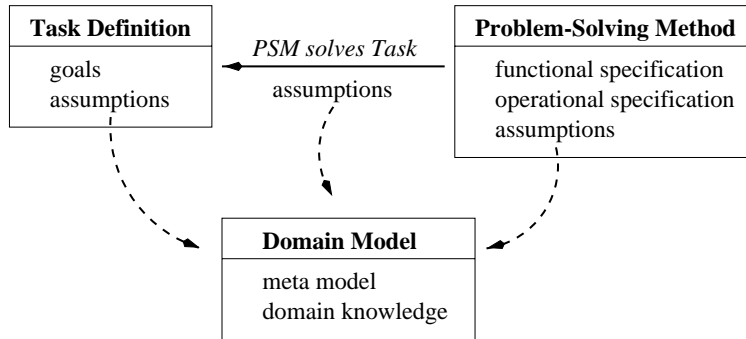 Task Definition
goals
assumptions
PSM solves Task
assumptions
Problem-Solving Method
functional specification
operational specification
assumptions
Domain Model
meta model
domain knowledge